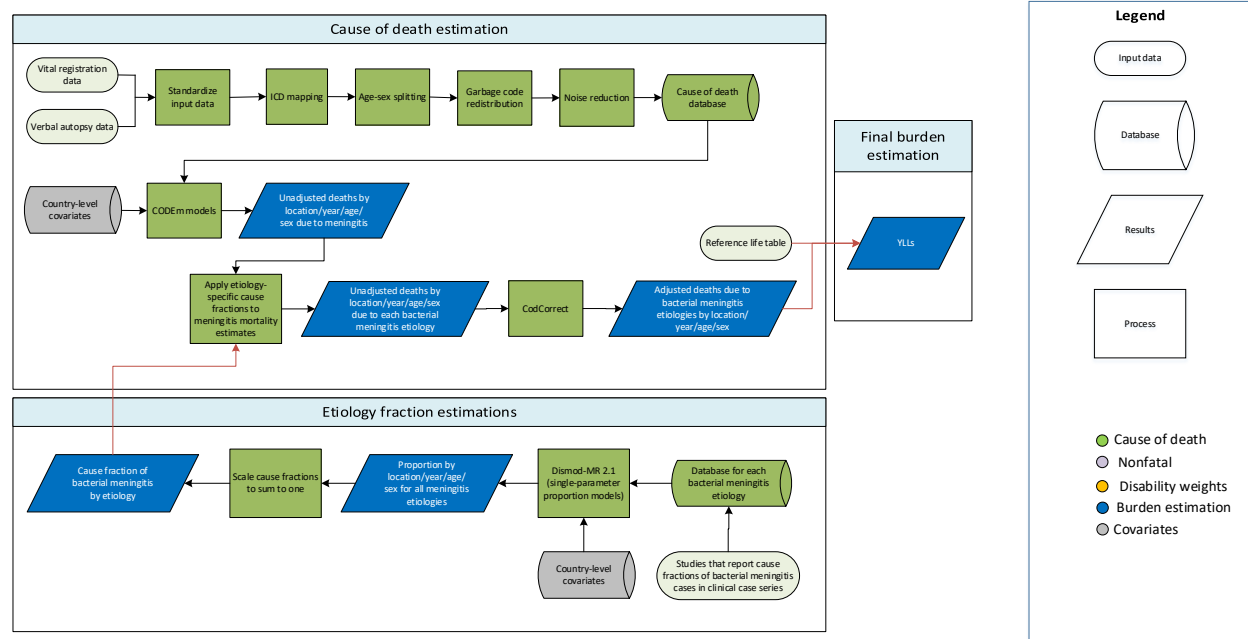 Cause of death estimation
Vital registration
data
Verbal autopsy data
Standardize
input data
ICD mapping
Age-sex splitting
Garbage code
redistribution
Noise reduction
Cause of death
database
Country-level
covariates
CODEm models
Unadjusted deaths by
location/year/age/
sex due to meningitis
Apply etiology-
specific cause
fractions to
meningitis mortality
estimates
Unadjusted deaths by
location/year/age/sex
due to each bacterial
meningitis etiology
CodCorrect
Adjusted deaths due to
bacterial meningitis
etiologies by location/
year/age/sex
Reference life table
Final burden
estimation
YLLs
Etiology fraction estimations
Cause fraction of
bacterial meningitis
by etiology
Scale cause fractions
to sum to one
Proportion by
location/year/age/
sex for all meningitis
etiologies
Dismod-MR 2.1
(single-parameter
proportion models)
Database for each
bacterial meningitis
etiology
Country-level
covariates
Studies that report cause
fractions of bacterial meningitis
cases in clinical case series
Legend
Input data
Database
Results
Process
Cause of death
Nonfatal
Disability weights
Burden estimation
Covariates